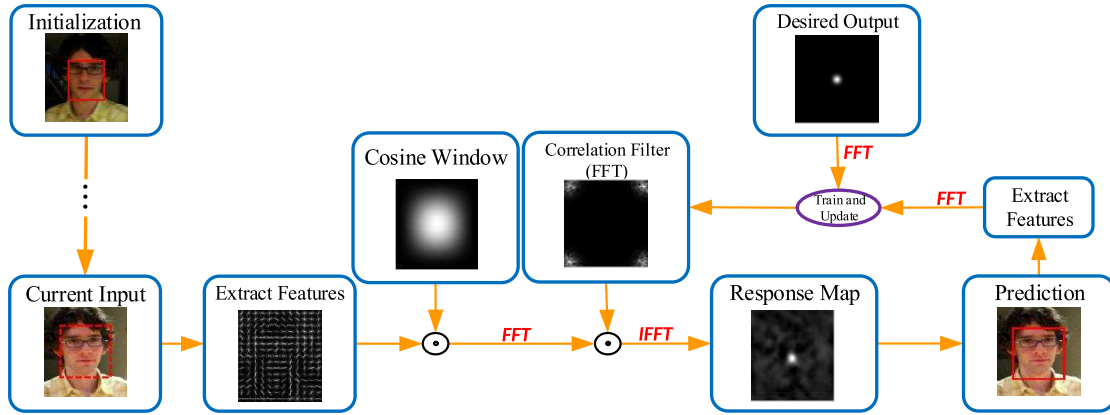 Initialization
Desired Output
FFT
Cosine Window
Correlation Filter
(FFT)
Train and
Update
FFT
Extract
Features
Current Input
Extract Features
FFT
IFFT
Response Map
Prediction